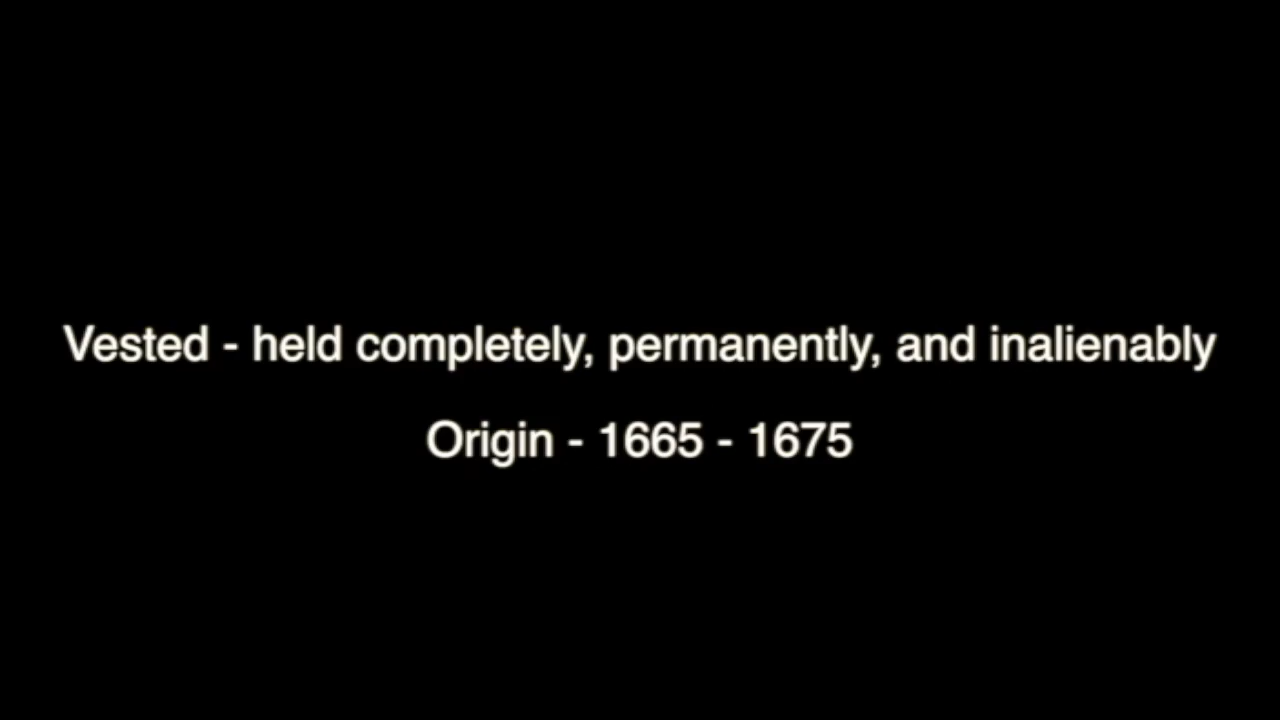 Vested - held completely, permanently, and inalienably
Origin - 1665 - 1675